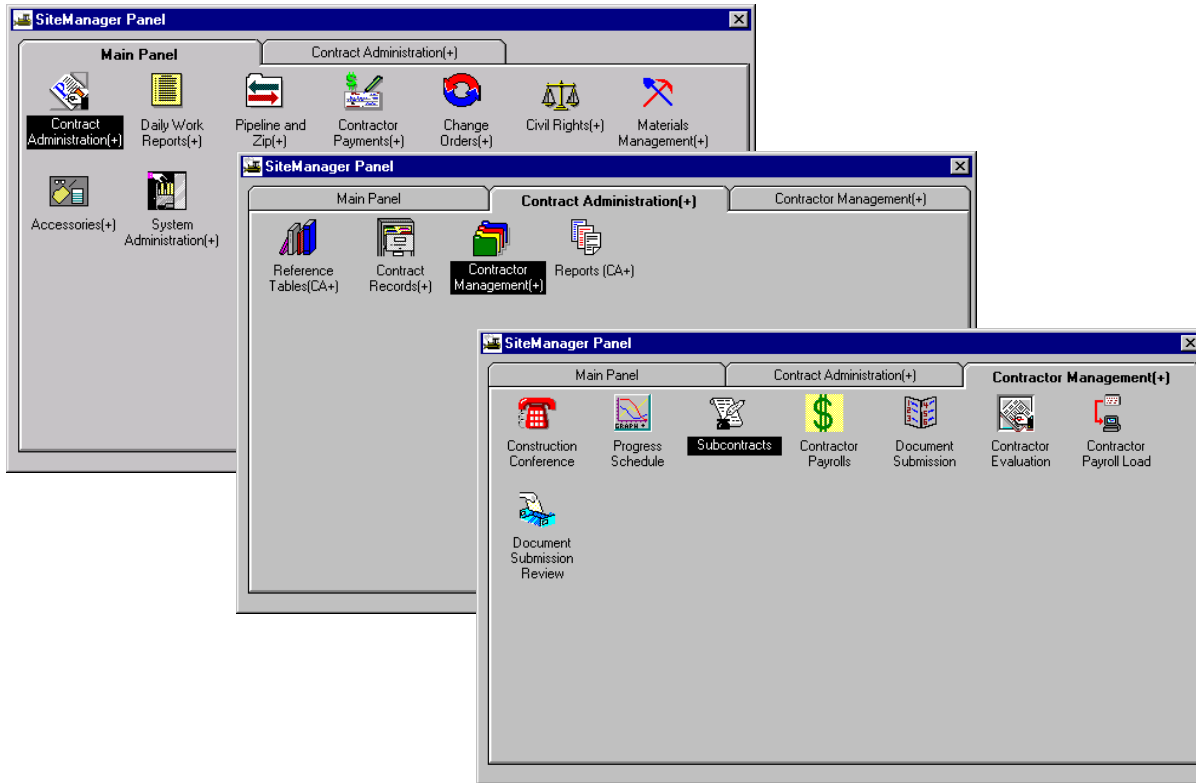 SiteManager Panel
Main Panel
Contract Administration(+)
Contract
Administration(+)
Daily Work
Reports(+)
Pipeline and
Zip(+)
Contractor
Payments(+)
Change
Orders(+)
Civil Rights(+)
Materials
Management(+)
Accessories(+)
System
Administration(+)
SiteManager Panel
Main Panel
Contract Administration(+)
Contractor Management(+)
Reference
Tables(CA+)
Contract
Records(+)
Contractor
Management(+)
Reports (CA+)
SiteManager Panel
Main Panel
Contract Administration(+)
Contractor Management(+)
GRAPH +
Construction
Conference
Progress
Schedule
Subcontracts
Contractor
Payrolls
Document
Submission
Contractor
Evaluation
Contractor
Payroll Load
Document
Submission
Review